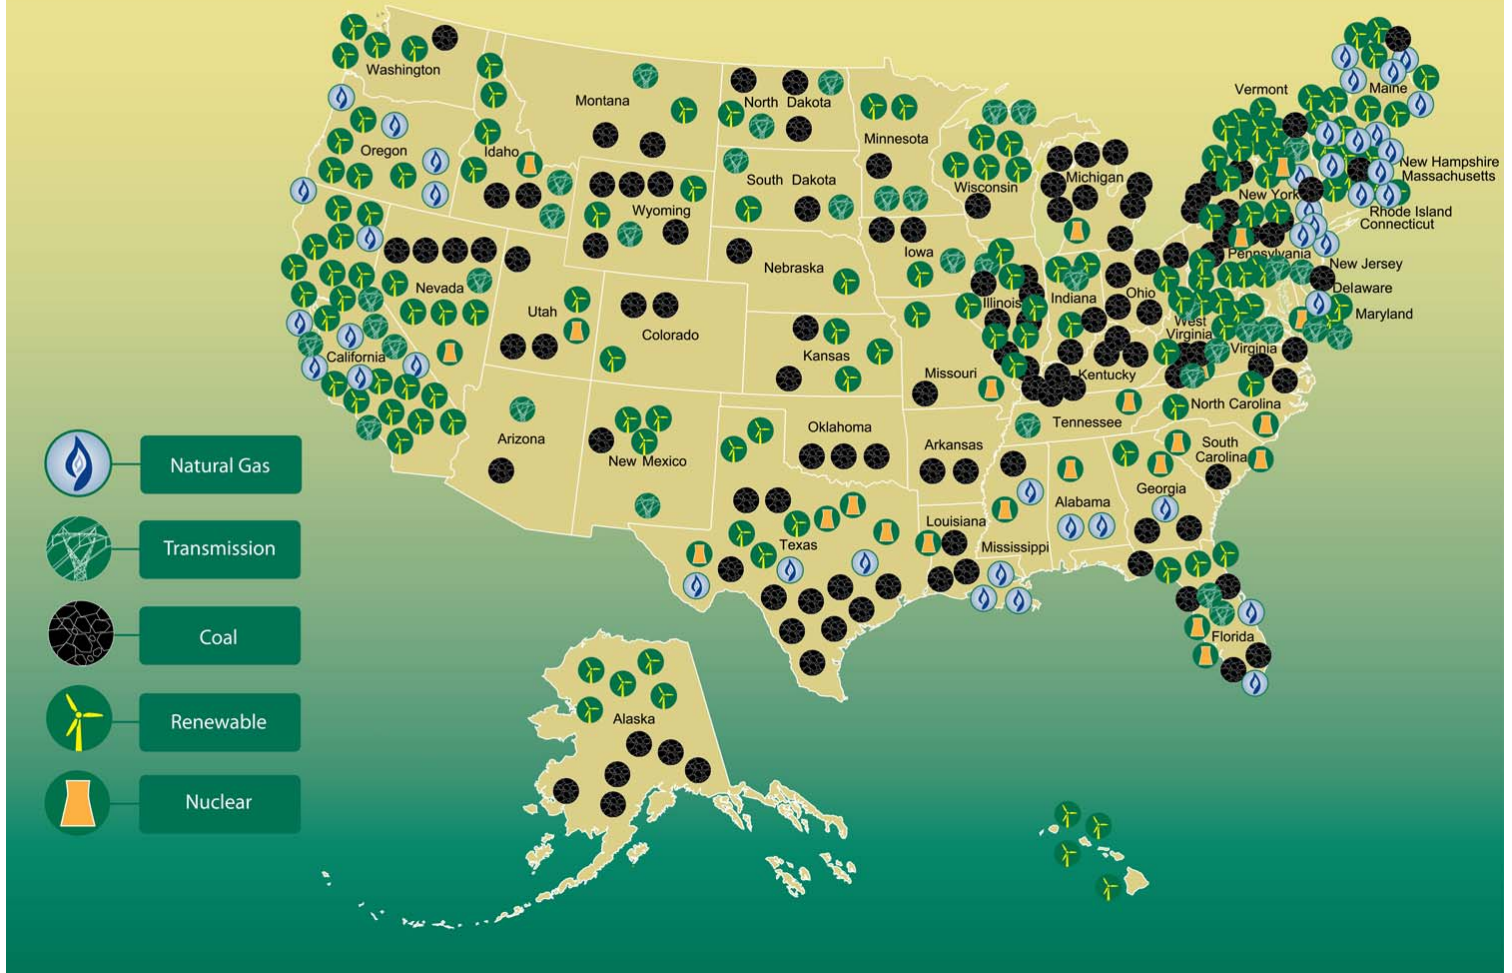 Washington
Montana
North Dakota
Minnesota
Vermont
Maine
Oregon
Idaho
Wyoming
South Dakota
Wisconsin
Michigan
New York
New Hampshire
Massachusetts
Rhode Island
Connecticut
Nevada
Utah
Colorado
Nebraska
Iowa
Illinois
Indiana
Ohio
Pennsylvania
New Jersey
Delaware
Maryland
West
Virginia
Virginia
California
Kansas
Missouri
Kentucky
North Carolina
Arizona
New Mexico
Oklahoma
Arkansas
Tennessee
South
Carolina
Texas
Louisiana
Mississippi
Alabama
Georgia
Florida
Alaska
Natural Gas
Transmission
Coal
Renewable
Nuclear